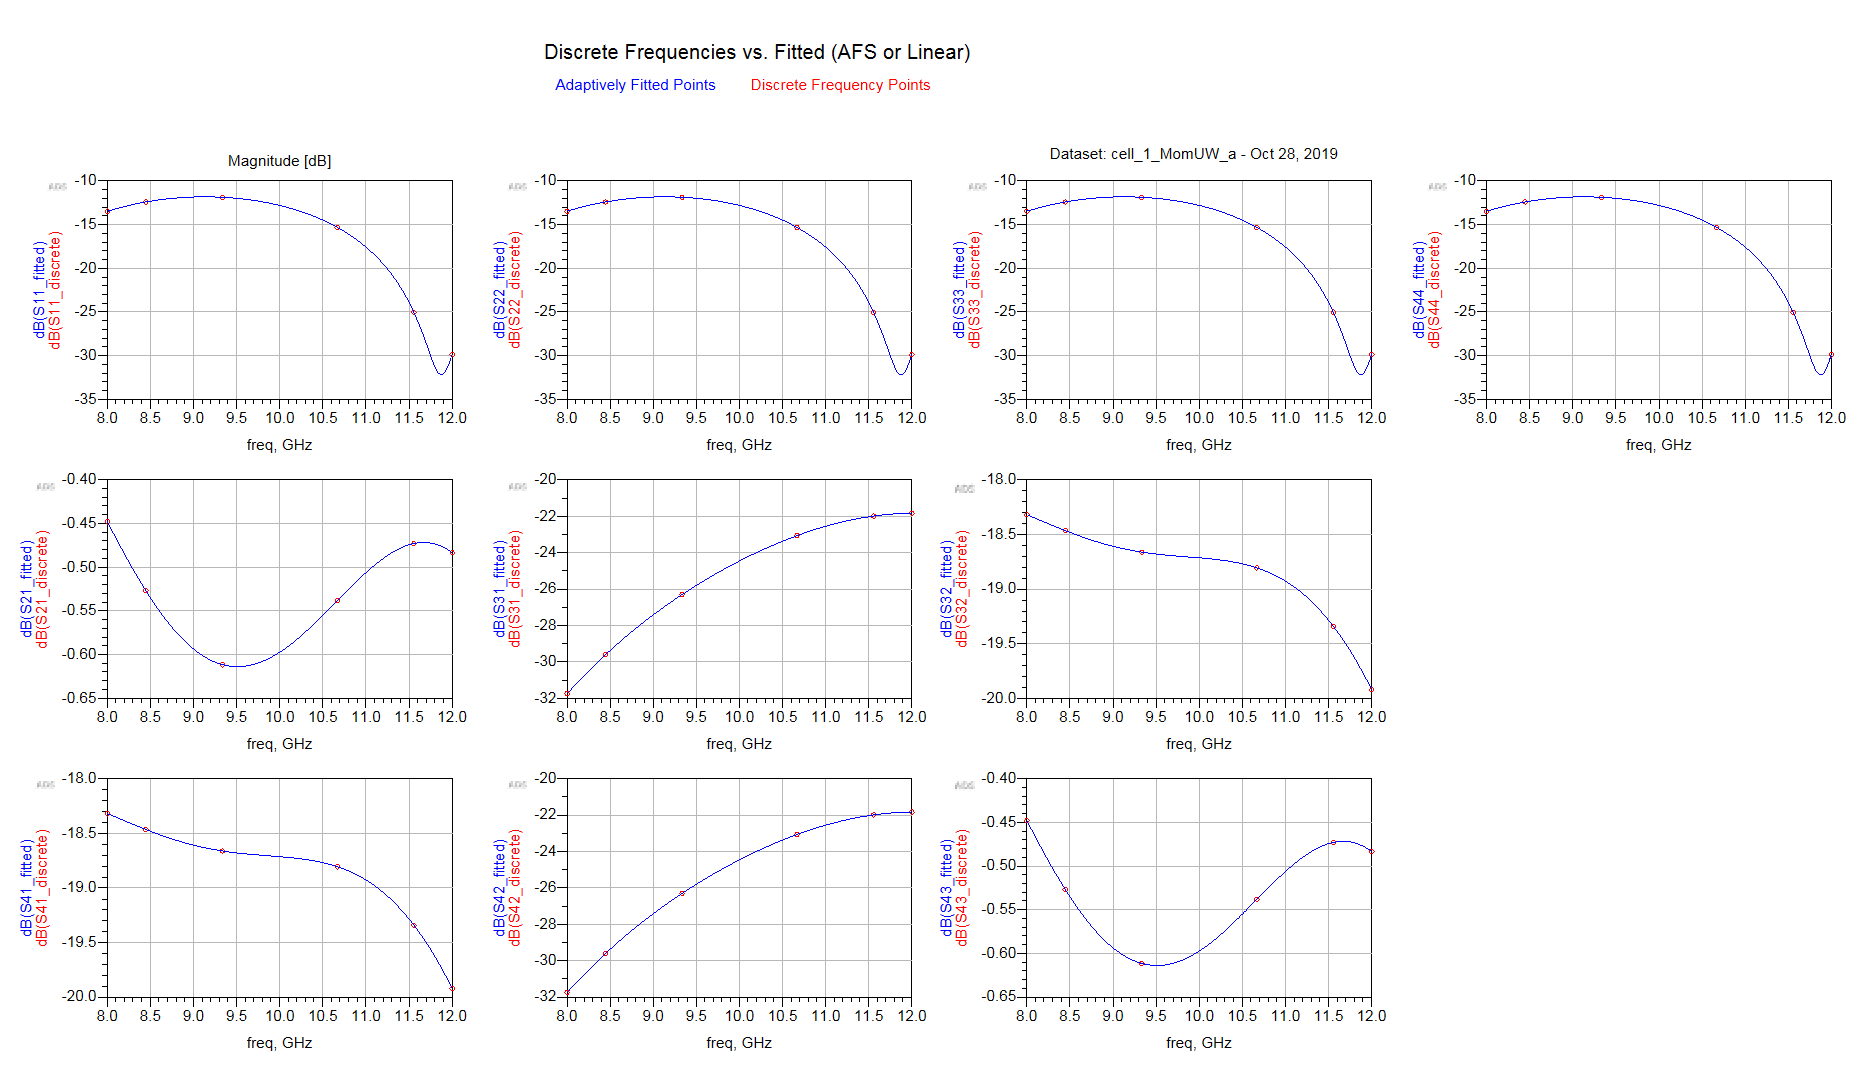 Discrete Frequencies vs. Fitted (AFS or Linear)
Adaptively Fitted Points
Discrete Frequency Points
Magnitude [dB]
Dataset: cell_1_MomUW_a - Oct 28, 2019
ADS
dB(S11_fitted)
dB(S11_discrete)
-10
-15
-20
-25
-30
-35
8.0 8.5 9.0 9.5 10.0 10.5 11.0 11.5 12.0
freq, GHz
ADS
dB(S22_fitted)
dB(S22_discrete)
-10
-15
-20
-25
-30
-35
8.0 8.5 9.0 9.5 10.0 10.5 11.0 11.5 12.0
freq, GHz
ADS
dB(S33_fitted)
dB(S33_discrete)
-10
-15
-20
-25
-30
-35
8.0 8.5 9.0 9.5 10.0 10.5 11.0 11.5 12.0
freq, GHz
ADS
dB(S44_fitted)
dB(S44_discrete)
-10
-15
-20
-25
-30
-35
8.0 8.5 9.0 9.5 10.0 10.5 11.0 11.5 12.0
freq, GHz
ADS
dB(S21_fitted)
dB(S21_discrete)
-0.40
-0.45
-0.50
-0.55
-0.60
-0.65
8.0 8.5 9.0 9.5 10.0 10.5 11.0 11.5 12.0
freq, GHz
ADS
dB(S31_fitted)
dB(S31_discrete)
-20
-22
-24
-26
-28
-30
-32
8.0 8.5 9.0 9.5 10.0 10.5 11.0 11.5 12.0
freq, GHz
ADS
dB(S32_fitted)
dB(S32_discrete)
-18.0
-18.5
-19.0
-19.5
-20.0
8.0 8.5 9.0 9.5 10.0 10.5 11.0 11.5 12.0
freq, GHz
ADS
dB(S41_fitted)
dB(S41_discrete)
-18.0
-18.5
-19.0
-19.5
-20.0
8.0 8.5 9.0 9.5 10.0 10.5 11.0 11.5 12.0
freq, GHz
ADS
dB(S42_fitted)
dB(S42_discrete)
-20
-22
-24
-26
-28
-30
-32
8.0 8.5 9.0 9.5 10.0 10.5 11.0 11.5 12.0
freq, GHz
ADS
dB(S43_fitted)
dB(S43_discrete)
-0.40
-0.45
-0.50
-0.55
-0.60
-0.65
8.0 8.5 9.0 9.5 10.0 10.5 11.0 11.5 12.0
freq, GHz